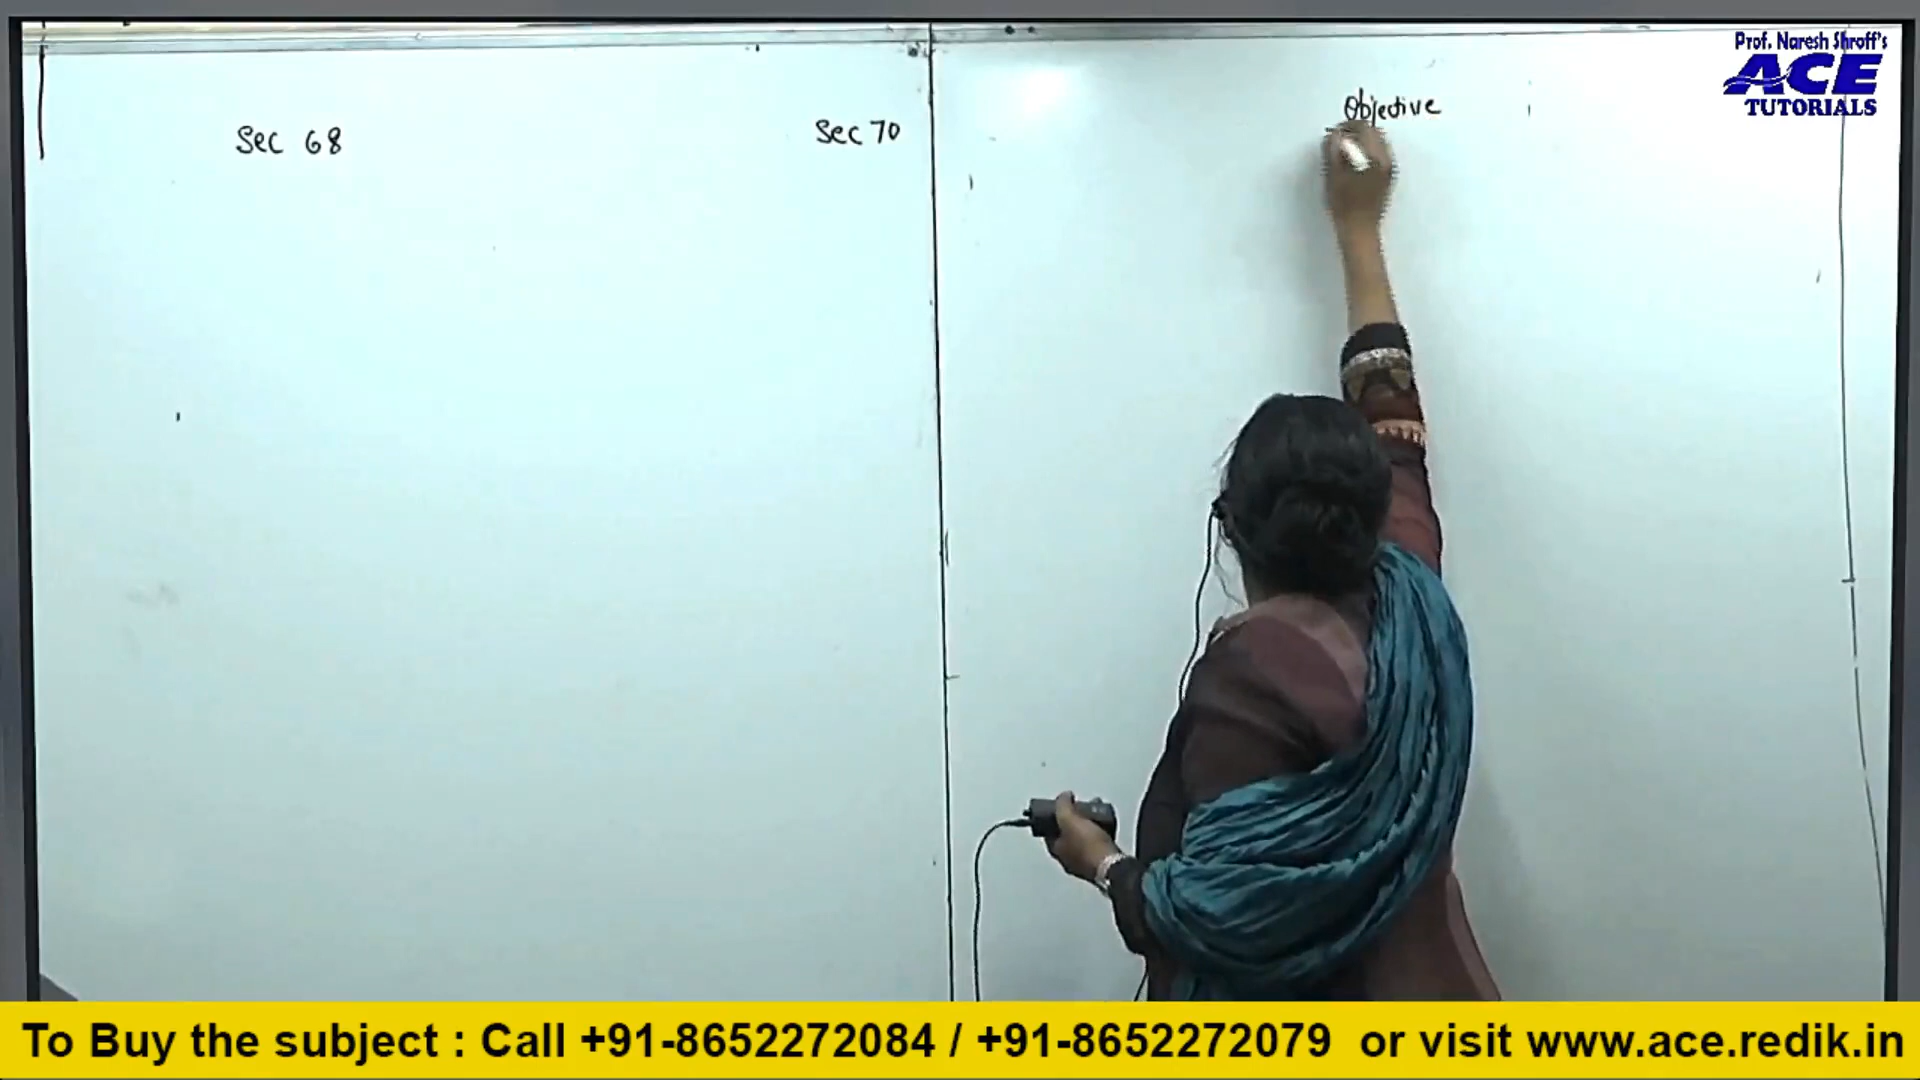 Prof. Naresh Shroff's
ACE
TUTORIALS
Objective
Sec 68
Sec 70
To Buy the subject : Call +91-8652272084 / +91-8652272079 or visit www.ace.redik.in